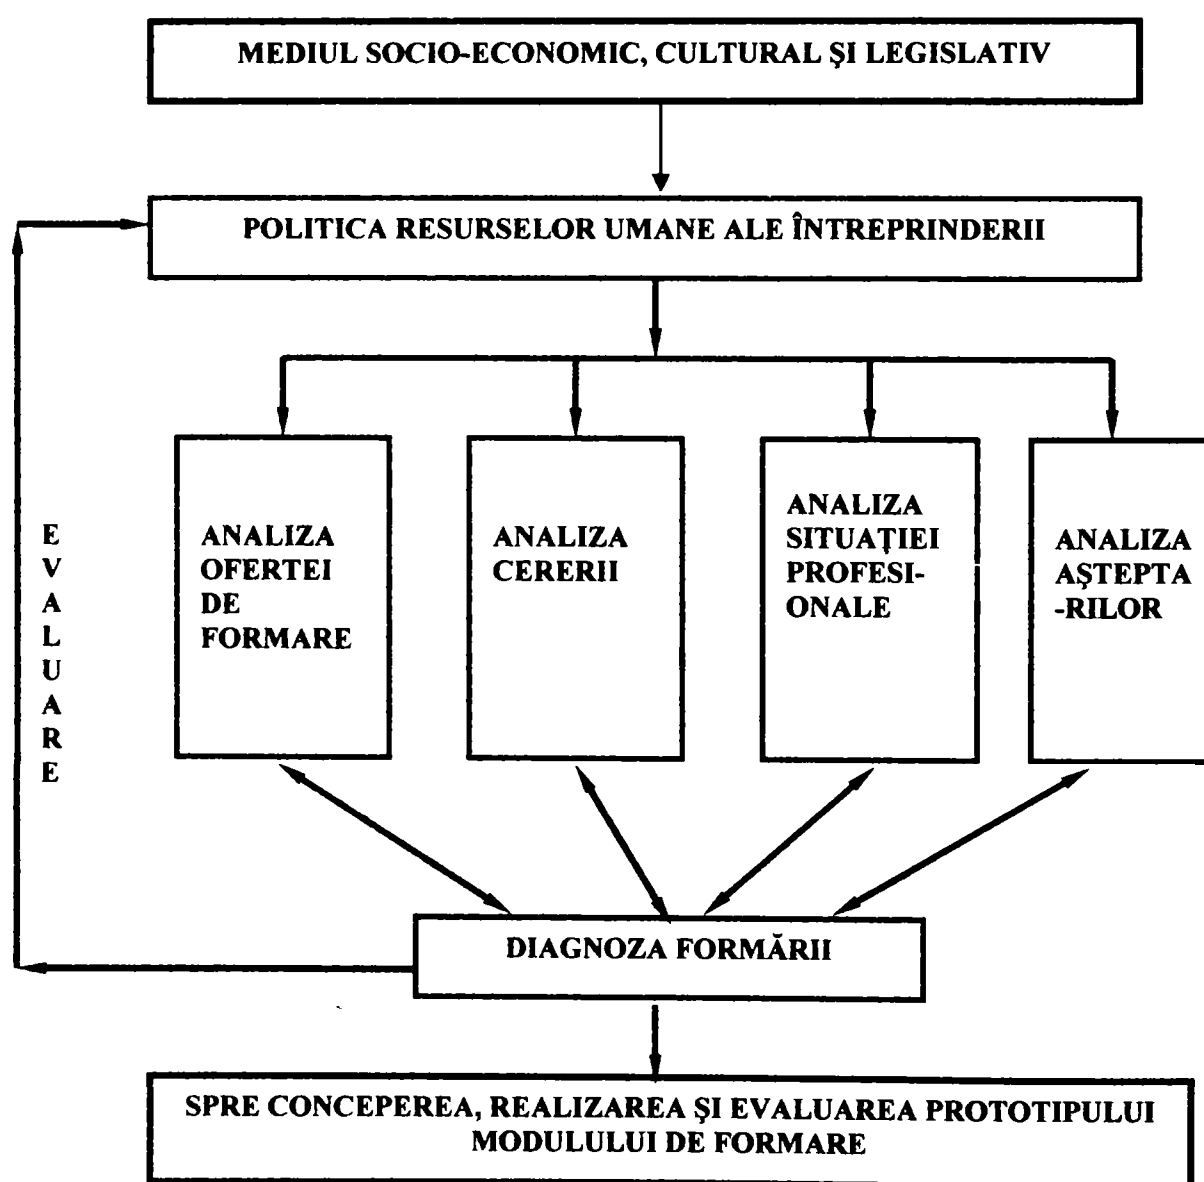 MEDIUL SOCIO-ECONOMIC, CULTURAL ŞI LEGISLATIV
POLITICA RESURSELOR UMANE ALE ÎNTREPRINDERII
E
V
A
L
U
A
R
E
ANALIZA
OFERTEI
DE
FORMARE
ANALIZA
CERERII
ANALIZA
SITUAŢIEI
PROFESI-
ONALE
ANALIZA
AŞTEPTA
-RILOR
DIAGNOZA FORMĂRII
SPRE CONCEPEREA, REALIZAREA ŞI EVALUAREA PROTOTIPULUI
MODULULUI DE FORMARE